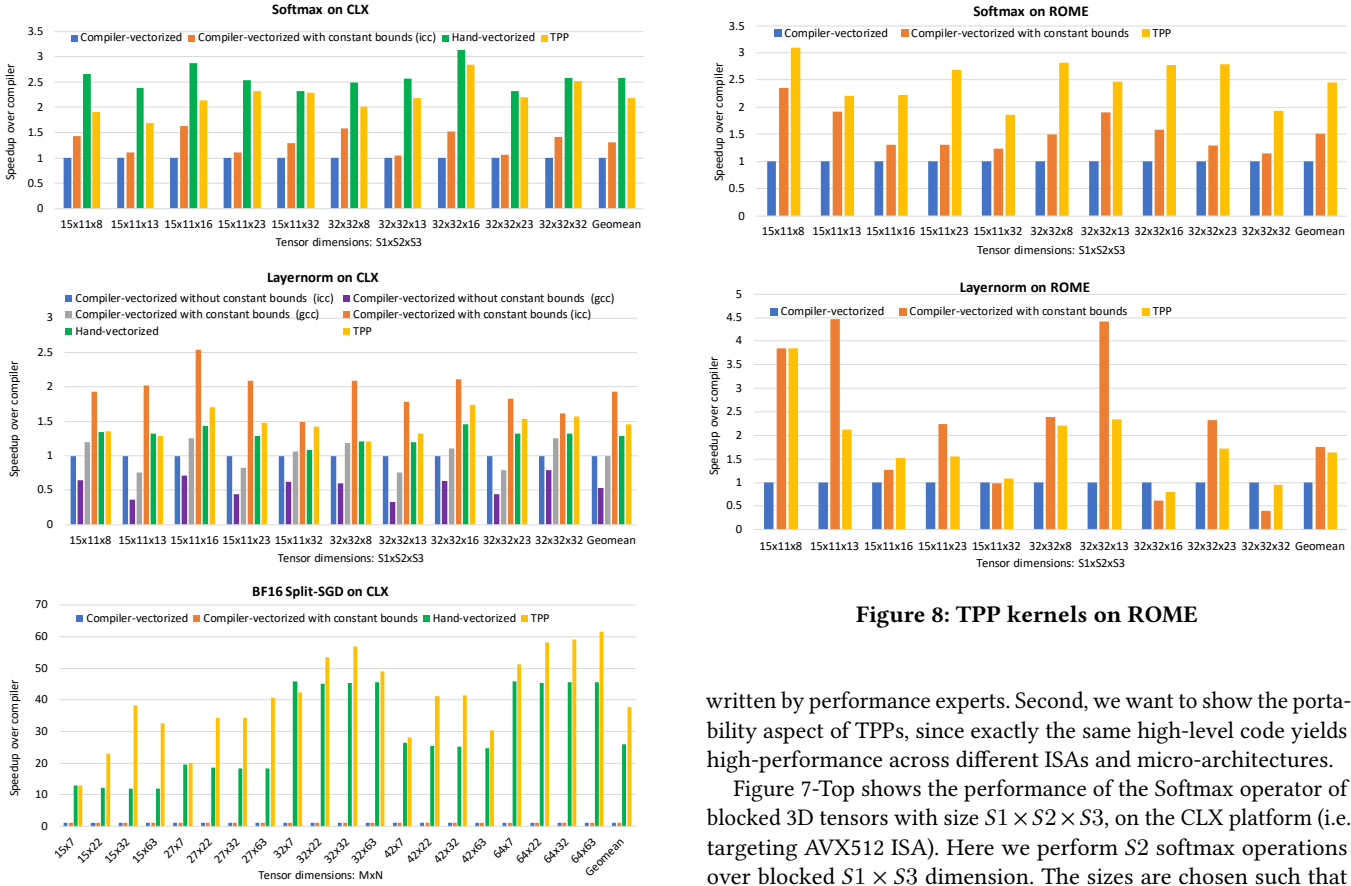 Softmax on CLX
3.5
Compiler-vectorized Compiler-vectorized with constant bounds (icc) Hand-vectorized TPP
3
2.5
2
1.5
1
0.5
0
Speedup over compiler
15x11x8 15x11x13 15x11x16 15x11x23 15x11x32 32x32x8 32x32x13 32x32x16 32x32x23 32x32x32 Geomean
Tensor dimensions: S1xS2xS3
Layernorm on CLX
Compiler-vectorized without constant bounds (icc) Compiler-vectorized without constant bounds (gcc)
Compiler-vectorized with constant bounds (gcc) Compiler-vectorized with constant bounds (icc)
Hand-vectorized TPP
3
2.5
2
1.5
1
0.5
0
Speedup over compiler
15x11x8 15x11x13 15x11x16 15x11x23 15x11x32 32x32x8 32x32x13 32x32x16 32x32x23 32x32x32 Geomean
Tensor dimensions: S1xS2xS3
BF16 Split-SGD on CLX
70
Compiler-vectorized Compiler-vectorized with constant bounds Hand-vectorized TPP
60
50
40
30
20
10
0
Speedup over compiler
15x7 15x22 15x32 15x63 27x7 27x22 27x32 27x63 32x7 32x22 32x32 32x63 42x7 42x22 42x32 42x63 64x7 64x22 64x32 64x63 Geomean
Tensor dimensions: MxN
Softmax on ROME
3.5
Compiler-vectorized Compiler-vectorized with constant bounds TPP
3
2.5
2
1.5
1
0.5
0
Speedup over compiler
15x11x8 15x11x13 15x11x16 15x11x23 15x11x32 32x32x8 32x32x13 32x32x16 32x32x23 32x32x32 Geomean
Tensor dimensions: S1xS2xS3
Layernorm on ROME
5
Compiler-vectorized Compiler-vectorized with constant bounds TPP
4.5
4
3.5
3
2.5
2
1.5
1
0.5
0
Speedup over compiler
15x11x8 15x11x13 15x11x16 15x11x23 15x11x32 32x32x8 32x32x13 32x32x16 32x32x23 32x32x32 Geomean
Tensor dimensions: S1xS2xS3
Figure 8: TPP kernels on ROME
written by performance experts. Second, we want to show the porta-
bility aspect of TPPs, since exactly the same high-level code yields
high-performance across different ISAs and micro-architectures.
Figure 7-Top shows the performance of the Softmax operator of
blocked 3D tensors with size S1 × S2 × S3, on the CLX platform (i.e.
targeting AVX512 ISA). Here we perform S2 softmax operations
over blocked S1 × S3 dimension. The sizes are chosen such that